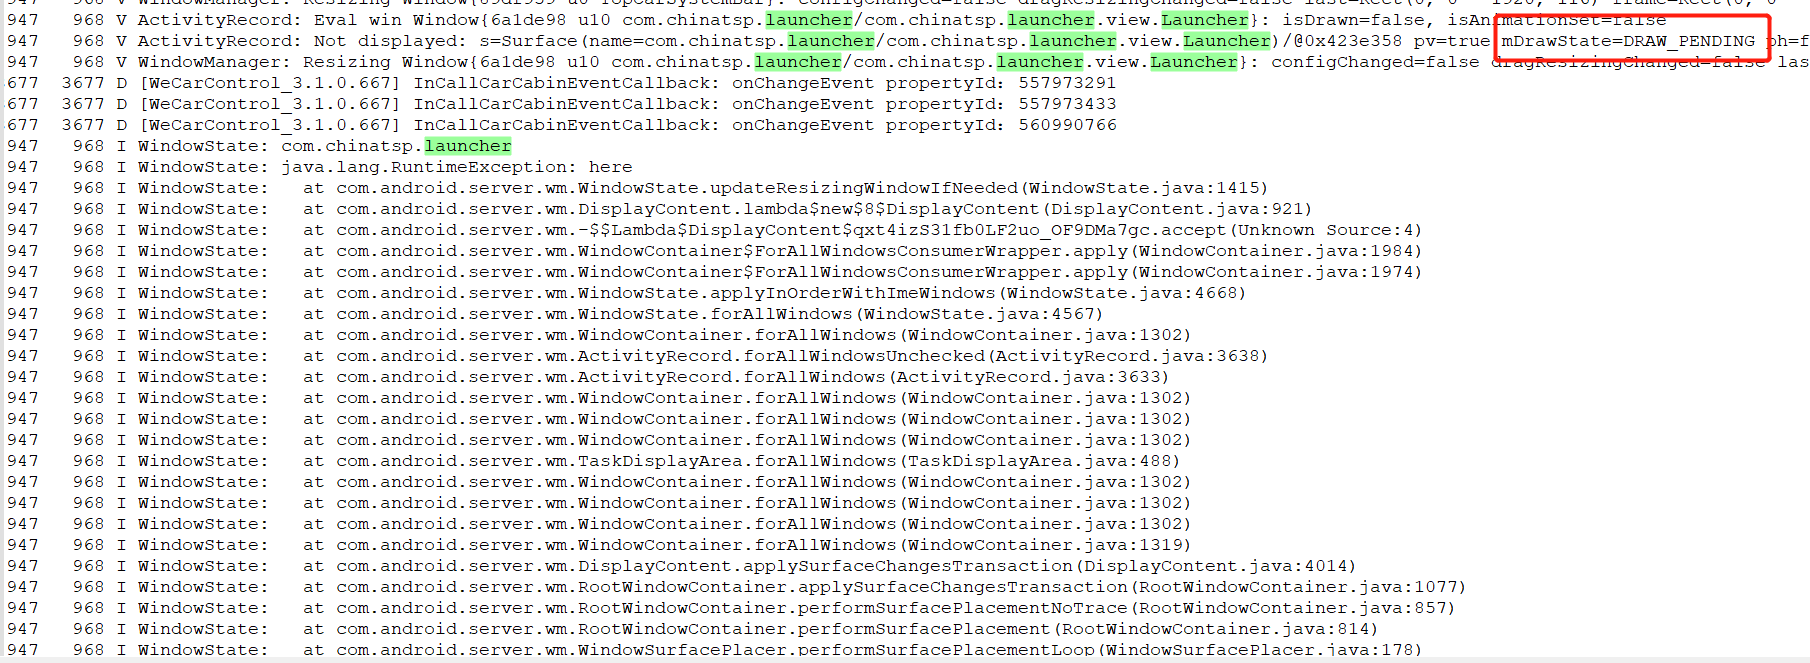 947   968 V ActivityRecord: Eval win Window{6a1de98 u10 com.chinatsp.launcher/com.chinatsp.launcher.view.Launcher}: isDrawn=false, isAnimationSet=false
947   968 V ActivityRecord: Not displayed: s=Surface(name=com.chinatsp.launcher/com.chinatsp.launcher.view.Launcher)/@0x423e358 pv=true mDrawState=DRAW_PENDING ph=f
947   968 V WindowManager: Resizing Window{6a1de98 u10 com.chinatsp.launcher/com.chinatsp.launcher.view.Launcher}: configChanged=false dragResizingChanged=false las
677  3677 D [WeCarControl_3.1.0.667] InCallCarCabinEventCallback: onChangeEvent propertyId: 557973291
677  3677 D [WeCarControl_3.1.0.667] InCallCarCabinEventCallback: onChangeEvent propertyId: 557973433
677  3677 D [WeCarControl_3.1.0.667] InCallCarCabinEventCallback: onChangeEvent propertyId: 560990766
947   968 I WindowState: com.chinatsp.launcher
947   968 I WindowState: java.lang.RuntimeException: here
947   968 I WindowState:   at com.android.server.wm.WindowState.updateResizingWindowIfNeeded(WindowState.java:1415)
947   968 I WindowState:   at com.android.server.wm.DisplayContent.lambda$new$8$DisplayContent(DisplayContent.java:921)
947   968 I WindowState:   at com.android.server.wm.-$$Lambda$DisplayContent$qxt4izS31fb0LF2uo_OF9DMa7gc.accept(Unknown Source:4)
947   968 I WindowState:   at com.android.server.wm.WindowContainer$ForAllWindowsConsumerWrapper.apply(WindowContainer.java:1984)
947   968 I WindowState:   at com.android.server.wm.WindowContainer$ForAllWindowsConsumerWrapper.apply(WindowContainer.java:1974)
947   968 I WindowState:   at com.android.server.wm.WindowState.applyInOrderWithImeWindows(WindowState.java:4668)
947   968 I WindowState:   at com.android.server.wm.WindowState.forAllWindows(WindowState.java:4567)
947   968 I WindowState:   at com.android.server.wm.WindowContainer.forAllWindows(WindowContainer.java:1302)
947   968 I WindowState:   at com.android.server.wm.ActivityRecord.forAllWindowsUnchecked(ActivityRecord.java:3638)
947   968 I WindowState:   at com.android.server.wm.ActivityRecord.forAllWindows(ActivityRecord.java:3633)
947   968 I WindowState:   at com.android.server.wm.WindowContainer.forAllWindows(WindowContainer.java:1302)
947   968 I WindowState:   at com.android.server.wm.WindowContainer.forAllWindows(WindowContainer.java:1302)
947   968 I WindowState:   at com.android.server.wm.WindowContainer.forAllWindows(WindowContainer.java:1302)
947   968 I WindowState:   at com.android.server.wm.TaskDisplayArea.forAllWindows(TaskDisplayArea.java:488)
947   968 I WindowState:   at com.android.server.wm.WindowContainer.forAllWindows(WindowContainer.java:1302)
947   968 I WindowState:   at com.android.server.wm.WindowContainer.forAllWindows(WindowContainer.java:1302)
947   968 I WindowState:   at com.android.server.wm.WindowContainer.forAllWindows(WindowContainer.java:1302)
947   968 I WindowState:   at com.android.server.wm.WindowContainer.forAllWindows(WindowContainer.java:1319)
947   968 I WindowState:   at com.android.server.wm.DisplayContent.applySurfaceChangesTransaction(DisplayContent.java:4014)
947   968 I WindowState:   at com.android.server.wm.RootWindowContainer.applySurfaceChangesTransaction(RootWindowContainer.java:1077)
947   968 I WindowState:   at com.android.server.wm.RootWindowContainer.performSurfacePlacementNoTrace(RootWindowContainer.java:857)
947   968 I WindowState:   at com.android.server.wm.RootWindowContainer.performSurfacePlacement(RootWindowContainer.java:814)
947   968 I WindowState:   at com.android.server.wm.WindowSurfacePlacer.performSurfacePlacementLoop(WindowSurfacePlacer.java:178)